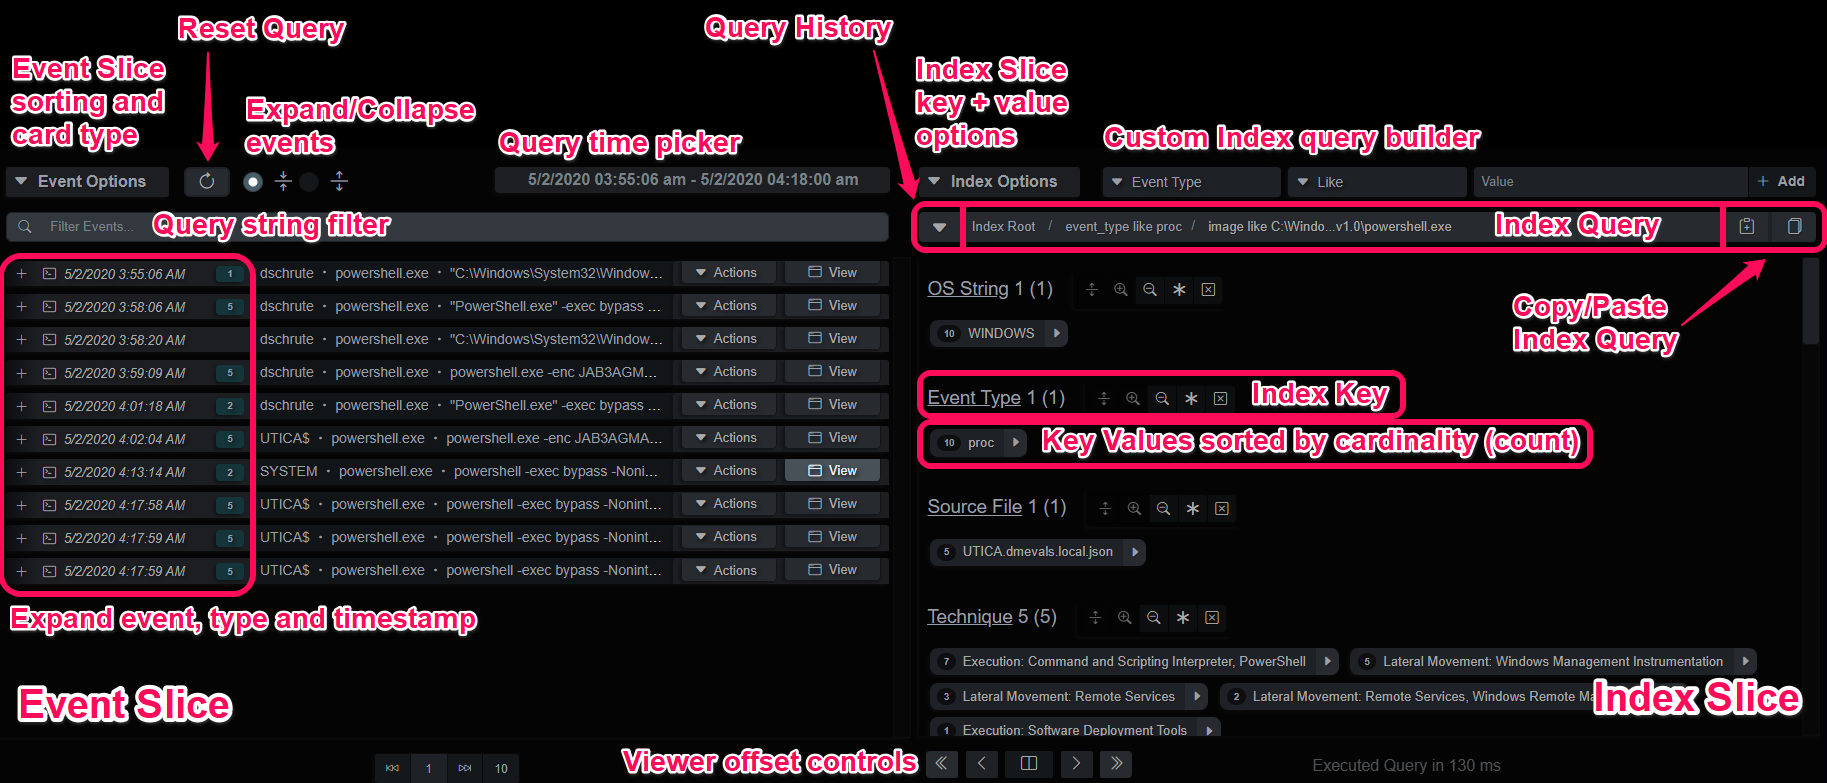 Reset Query
Query History
Event Slice
sorting and
card type
Expand/Collapse
events
Query time picker
Index Slice
key + value
options
Custom Index query builder
Event Options
5/2/2020 03:55:06 am - 5/2/2020 04:18:00 am
Index Options
Event Type
Like
Value
+ Add
Filter Events...
Query string filter
Index Root / event_type like proc / image like C:\Windo...v1.0\powershell.exe
Index Query
5/2/2020 3:55:06 AM 1 dschrute • powershell.exe • "C:\Windows\System32\Window... Actions View
5/2/2020 3:58:06 AM 5 dschrute • powershell.exe • "PowerShell.exe" -exec bypass ... Actions View
5/2/2020 3:58:20 AM dschrute • powershell.exe • "C:\Windows\System32\Window... Actions View
5/2/2020 3:59:09 AM 5 dschrute • powershell.exe • powershell.exe -enc JAB3AGM... Actions View
5/2/2020 4:01:18 AM 2 dschrute • powershell.exe • "PowerShell.exe" -exec bypass ... Actions View
5/2/2020 4:02:04 AM 5 UTICA$ • powershell.exe • powershell.exe -enc JAB3AGMA... Actions View
5/2/2020 4:13:14 AM 2 SYSTEM • powershell.exe • powershell -exec bypass -Nonin... Actions View
5/2/2020 4:17:58 AM 5 UTICA$ • powershell.exe • powershell -exec bypass -Nonint... Actions View
5/2/2020 4:17:59 AM 5 UTICA$ • powershell.exe • powershell -exec bypass -Nonint... Actions View
5/2/2020 4:17:59 AM 5 UTICA$ • powershell.exe • powershell -exec bypass -Nonint... Actions View
Expand event, type and timestamp
Event Slice
OS String 1 (1)
10 WINDOWS
Copy/Paste
Index Query
Event Type 1 (1)
Index Key
10 proc
Key Values sorted by cardinality (count)
Source File 1 (1)
5 UTICA.dmevals.local.json
Technique 5 (5)
7 Execution: Command and Scripting Interpreter, PowerShell
5 Lateral Movement: Windows Management Instrumentation
3 Lateral Movement: Remote Services
2 Lateral Movement: Remote Services, Windows Remote Ma
Index Slice
1 Execution: Software Deployment Tools
1
10
Viewer offset controls
Executed Query in 130 ms